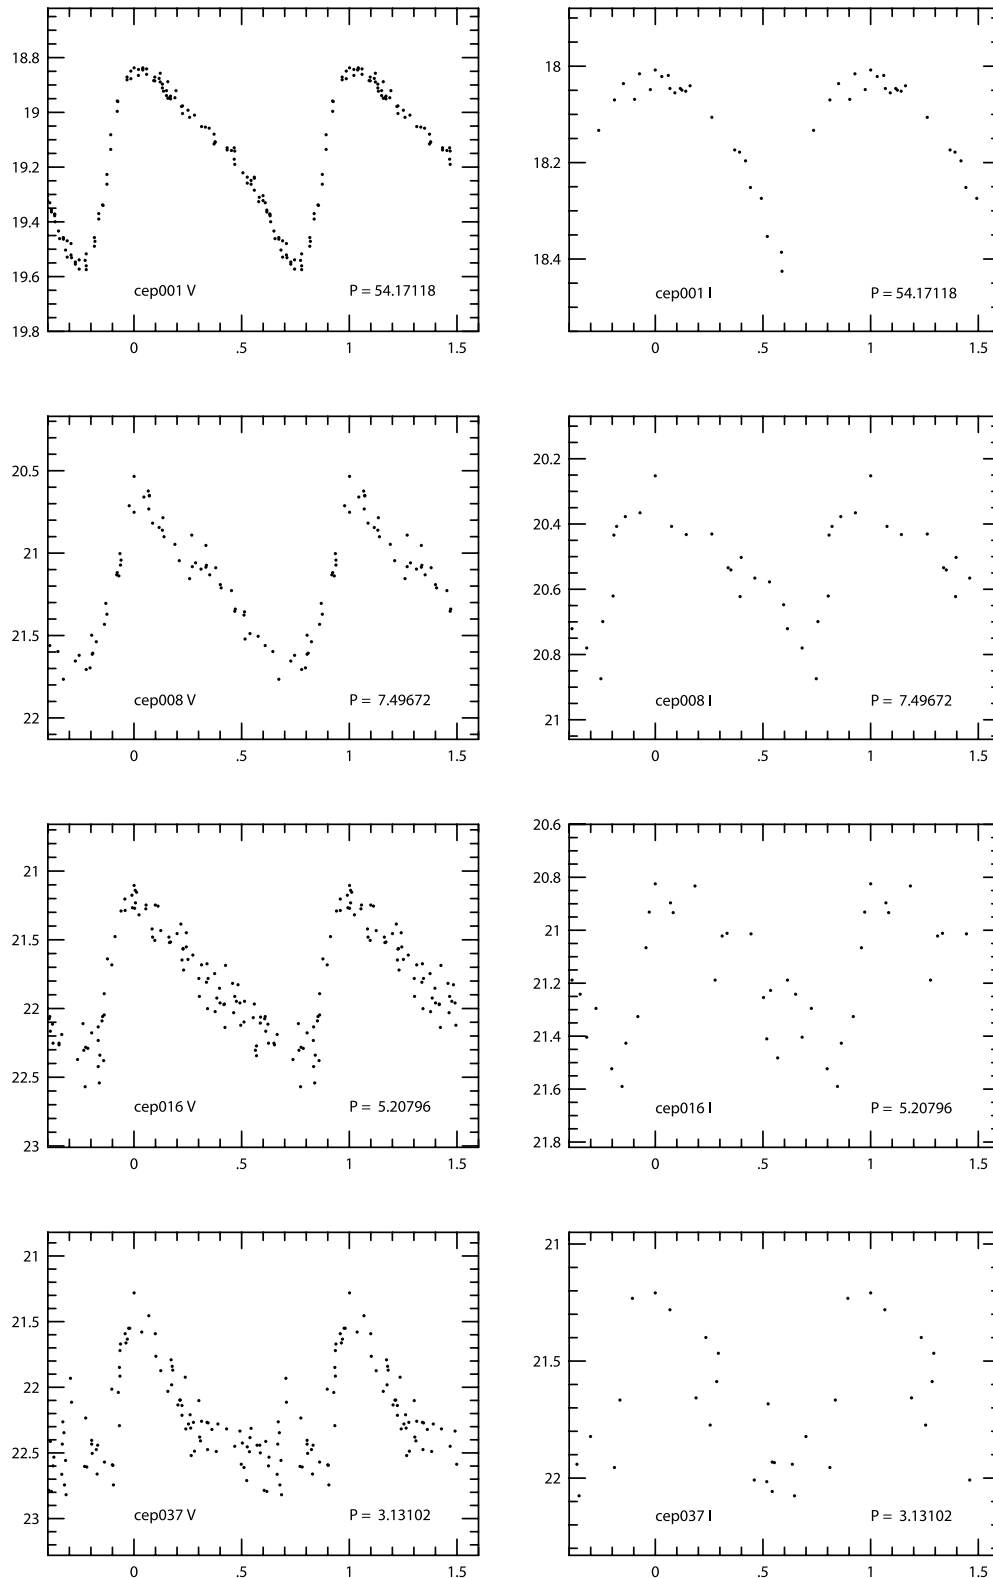 18.8
19
19.2
19.4
19.6
19.8
cep001 V
P = 54.17118
0 .5 1 1.5
18
18.2
18.4
cep001 I
P = 54.17118
0 .5 1 1.5
20.5
21
21.5
22
cep008 V
P = 7.49672
0 .5 1 1.5
20.2
20.4
20.6
20.8
21
cep008 I
P = 7.49672
0 .5 1 1.5
21
21.5
22
22.5
23
cep016 V
P = 5.20796
0 .5 1 1.5
20.6
20.8
21
21.2
21.4
21.6
21.8
cep016 I
P = 5.20796
0 .5 1 1.5
21
21.5
22
22.5
23
cep037 V
P = 3.13102
0 .5 1 1.5
21
21.5
22
cep037 I
P = 3.13102
0 .5 1 1.5